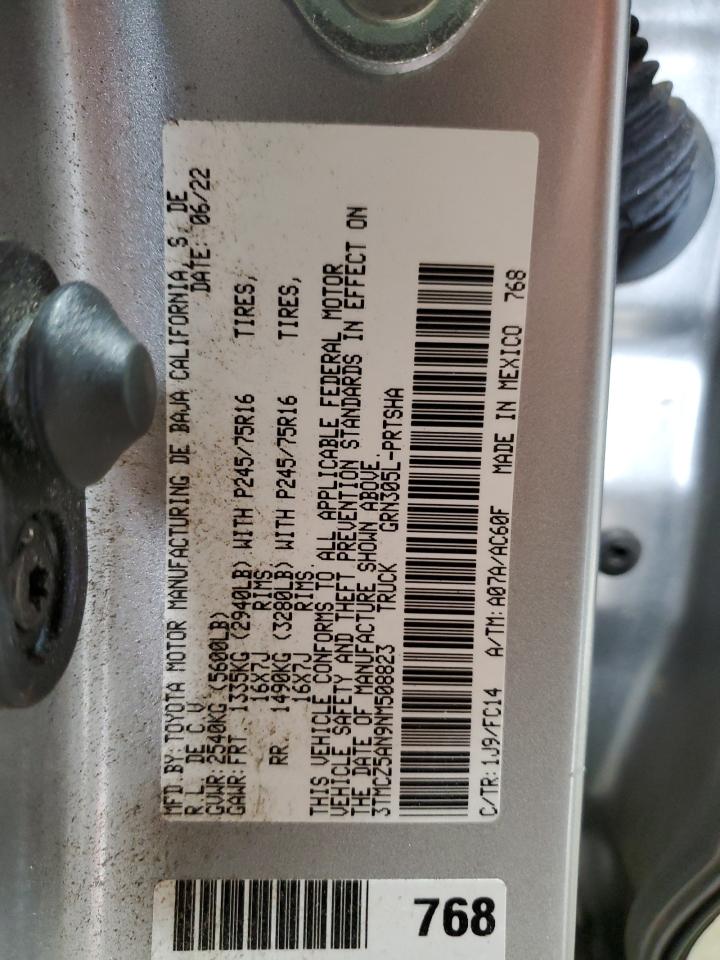 MFD.BY: TOYOTA MOTOR MANUFACTURING DE BAJA CALIFORNIA, S. DE
R.L. DE C.V. DATE: 06/22
GVWR: 2540KG (5600LB)
GAWR: FRT. 1335KG (2940LB) WITH P245/75R16 TIRES,
16X7J RIMS
RR. 1490KG (3280LB) WITH P245/75R16 TIRES,
16X7J RIMS.
THIS VEHICLE CONFORMS TO ALL APPLICABLE FEDERAL MOTOR
VEHICLE SAFETY AND THEFT PREVENTION STANDARDS IN EFFECT ON
THE DATE OF MANUFACTURE SHOWN ABOVE.
3TMCZ5AN9NM508823 TRUCK GRN305L-PRTSHA
C/TR: 1J9/FC14 A/TM: A07A/AC60F MADE IN MEXICO 768
768